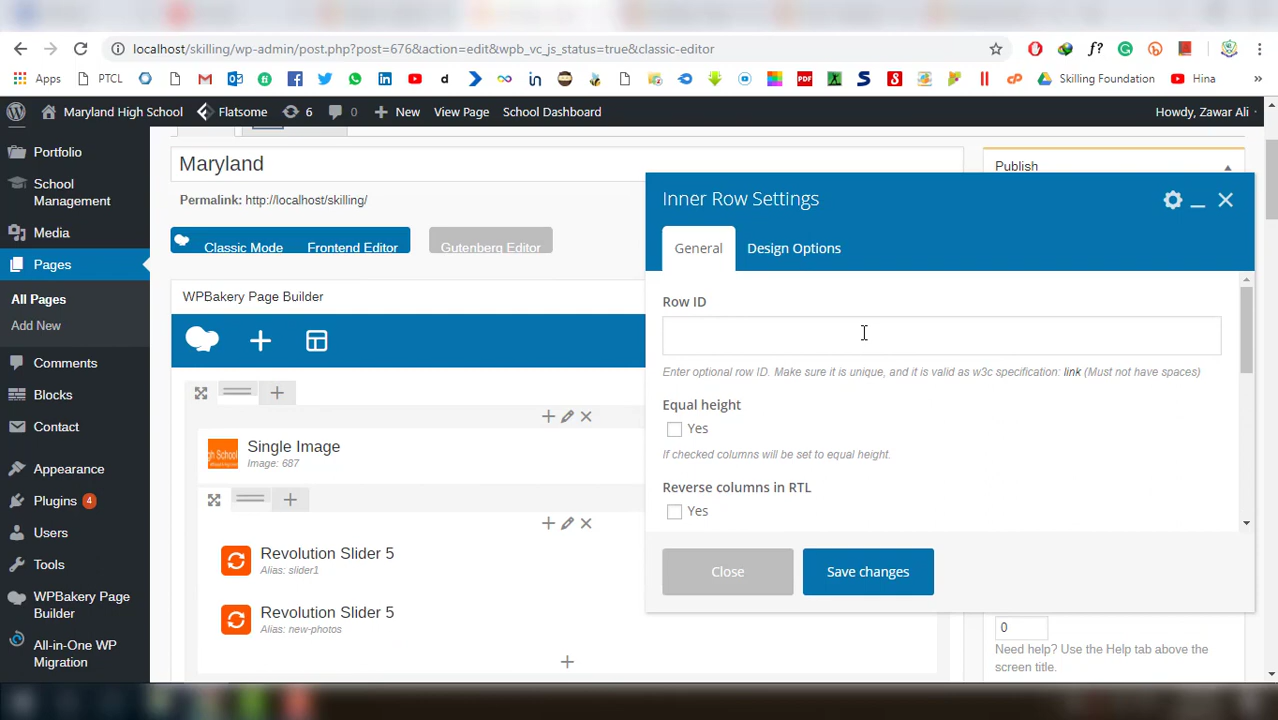 localhost/skilling/wp-admin/post.php?post=676&action=edit&wpb_vc_js_status=true&classic-editor
f?
Apps
PTCL
d
in
PDF
S
cP
Skilling Foundation
Hina
»
Maryland High School
Flatsome
6
0
New
View Page
School Dashboard
Howdy, Zawar Ali
Portfolio
School Management
Media
Pages
All Pages
Add New
Comments
Blocks
Contact
Appearance
Plugins 4
Users
Tools
WPBakery Page Builder
All-in-One WP Migration
Maryland
Permalink: http://localhost/skilling/
Classic Mode
Frontend Editor
Gutenberg Editor
WPBakery Page Builder
gh School
Single Image
Image: 687
Revolution Slider 5
Alias: slider1
Revolution Slider 5
Alias: new-photos
Publish
Inner Row Settings
General
Design Options
Row ID
Enter optional row ID. Make sure it is unique, and it is valid as w3c specification: link (Must not have spaces)
Equal height
Yes
If checked columns will be set to equal height.
Reverse columns in RTL
Yes
Close
Save changes
0
Need help? Use the Help tab above the
screen title.